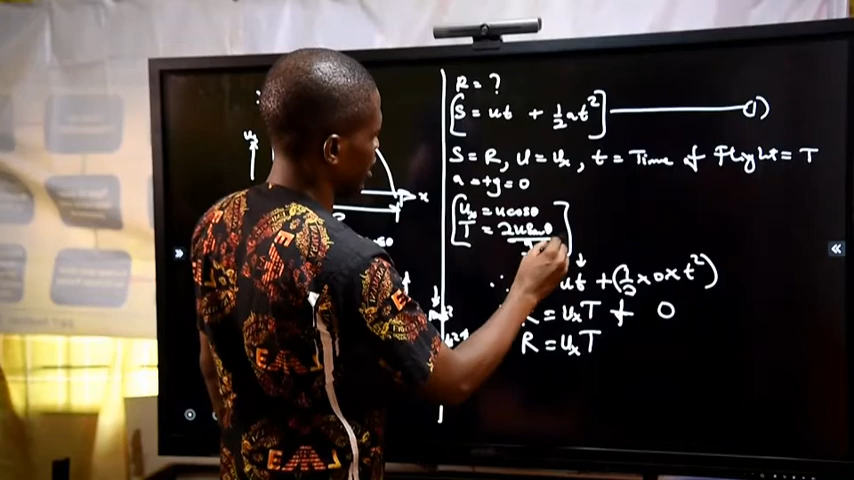 R = ?
[S = ut + ½at²] ——— ①
S = R, U = uₓ, t = Time of Flight = T
a = +g = 0
uₓ = ucosθ
T = 2usinθ
ut + (½ x 0 x t²)
R = uₓT + 0
R = uₓT
x